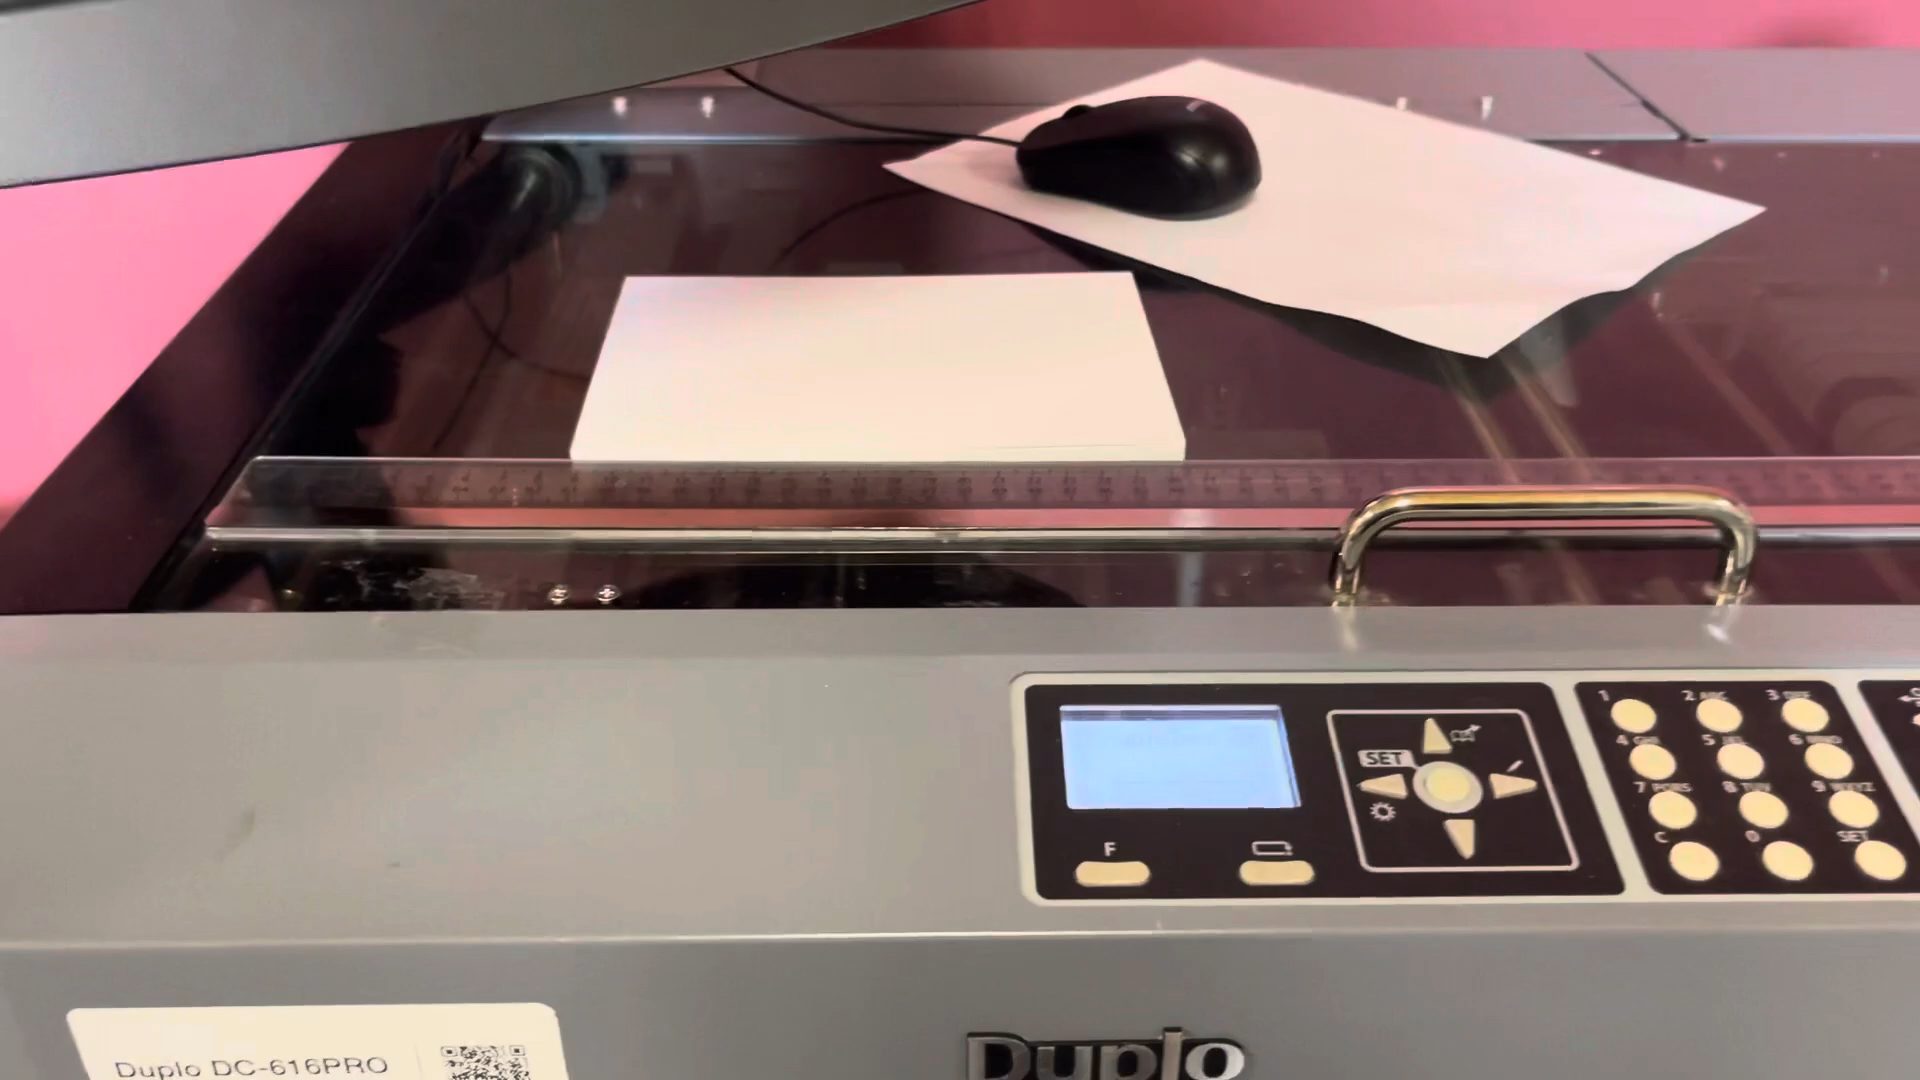 SET
F
1
2 ABC
3 DEF
4 GHI
5 JKL
6 MNO
7 PQRS
8 TUV
9 WXYZ
C
0
SET
Duplo DC-616PRO
Duplo